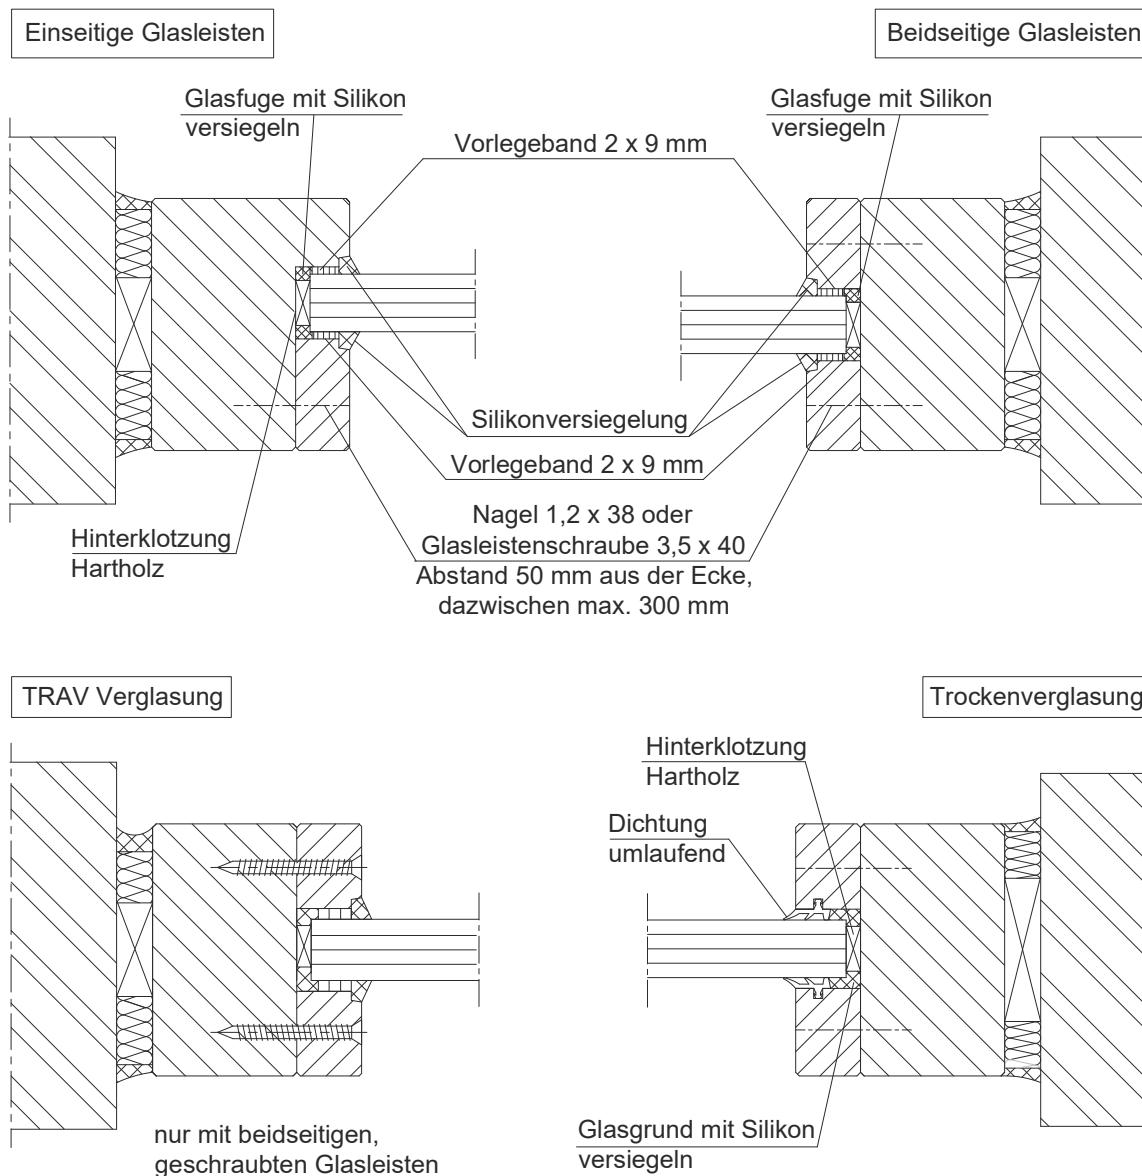 Einseitige Glasleisten
Beidseitige Glasleisten
Glasfuge mit Silikon
versiegeln
Glasfuge mit Silikon
versiegeln
Vorlegeband 2 x 9 mm
Silikonversiegelung
Vorlegeband 2 x 9 mm
Nagel 1,2 x 38 oder
Glasleistenschraube 3,5 x 40
Abstand 50 mm aus der Ecke,
dazwischen max. 300 mm
Hinterklotzung
Hartholz
TRAV Verglasung
Trockenverglasung
Hinterklotzung
Hartholz
Dichtung
umlaufend
nur mit beidseitigen,
geschraubten Glasleisten
Glasgrund mit Silikon
versiegeln